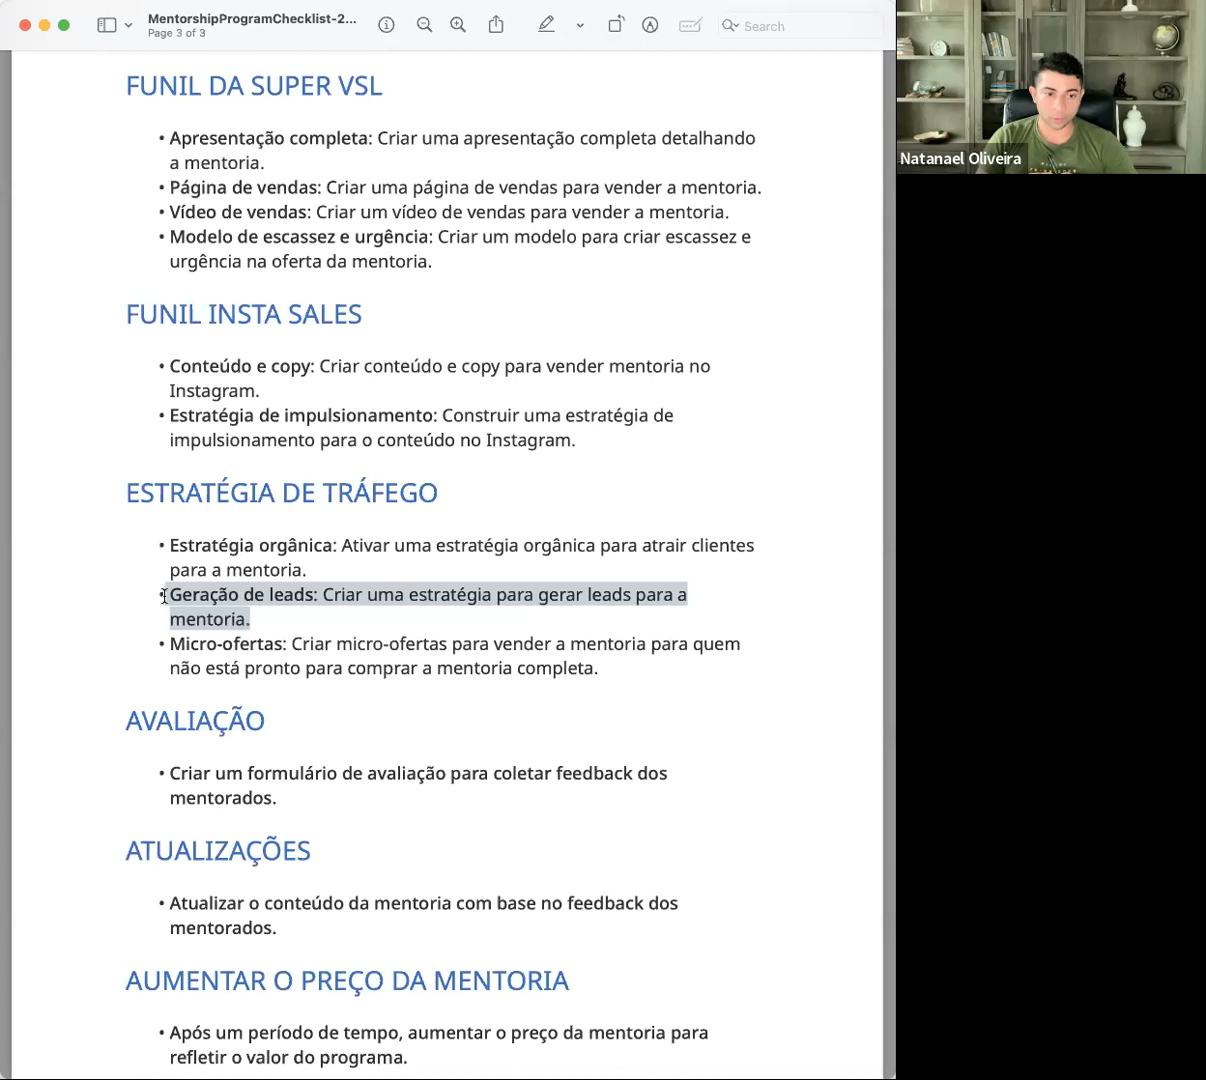 MentorshipProgramChecklist-2...
Page 3 of 3
Search
FUNIL DA SUPER VSL
• Apresentação completa: Criar uma apresentação completa detalhando
a mentoria.
• Página de vendas: Criar uma página de vendas para vender a mentoria.
• Vídeo de vendas: Criar um vídeo de vendas para vender a mentoria.
• Modelo de escassez e urgência: Criar um modelo para criar escassez e
urgência na oferta da mentoria.
FUNIL INSTA SALES
• Conteúdo e copy: Criar conteúdo e copy para vender mentoria no
Instagram.
• Estratégia de impulsionamento: Construir uma estratégia de
impulsionamento para o conteúdo no Instagram.
ESTRATÉGIA DE TRÁFEGO
• Estratégia orgânica: Ativar uma estratégia orgânica para atrair clientes
para a mentoria.
• Geração de leads: Criar uma estratégia para gerar leads para a
mentoria.
• Micro-ofertas: Criar micro-ofertas para vender a mentoria para quem
não está pronto para comprar a mentoria completa.
AVALIAÇÃO
• Criar um formulário de avaliação para coletar feedback dos
mentorados.
ATUALIZAÇÕES
• Atualizar o conteúdo da mentoria com base no feedback dos
mentorados.
AUMENTAR O PREÇO DA MENTORIA
• Após um período de tempo, aumentar o preço da mentoria para
refletir o valor do programa.
Natanael Oliveira